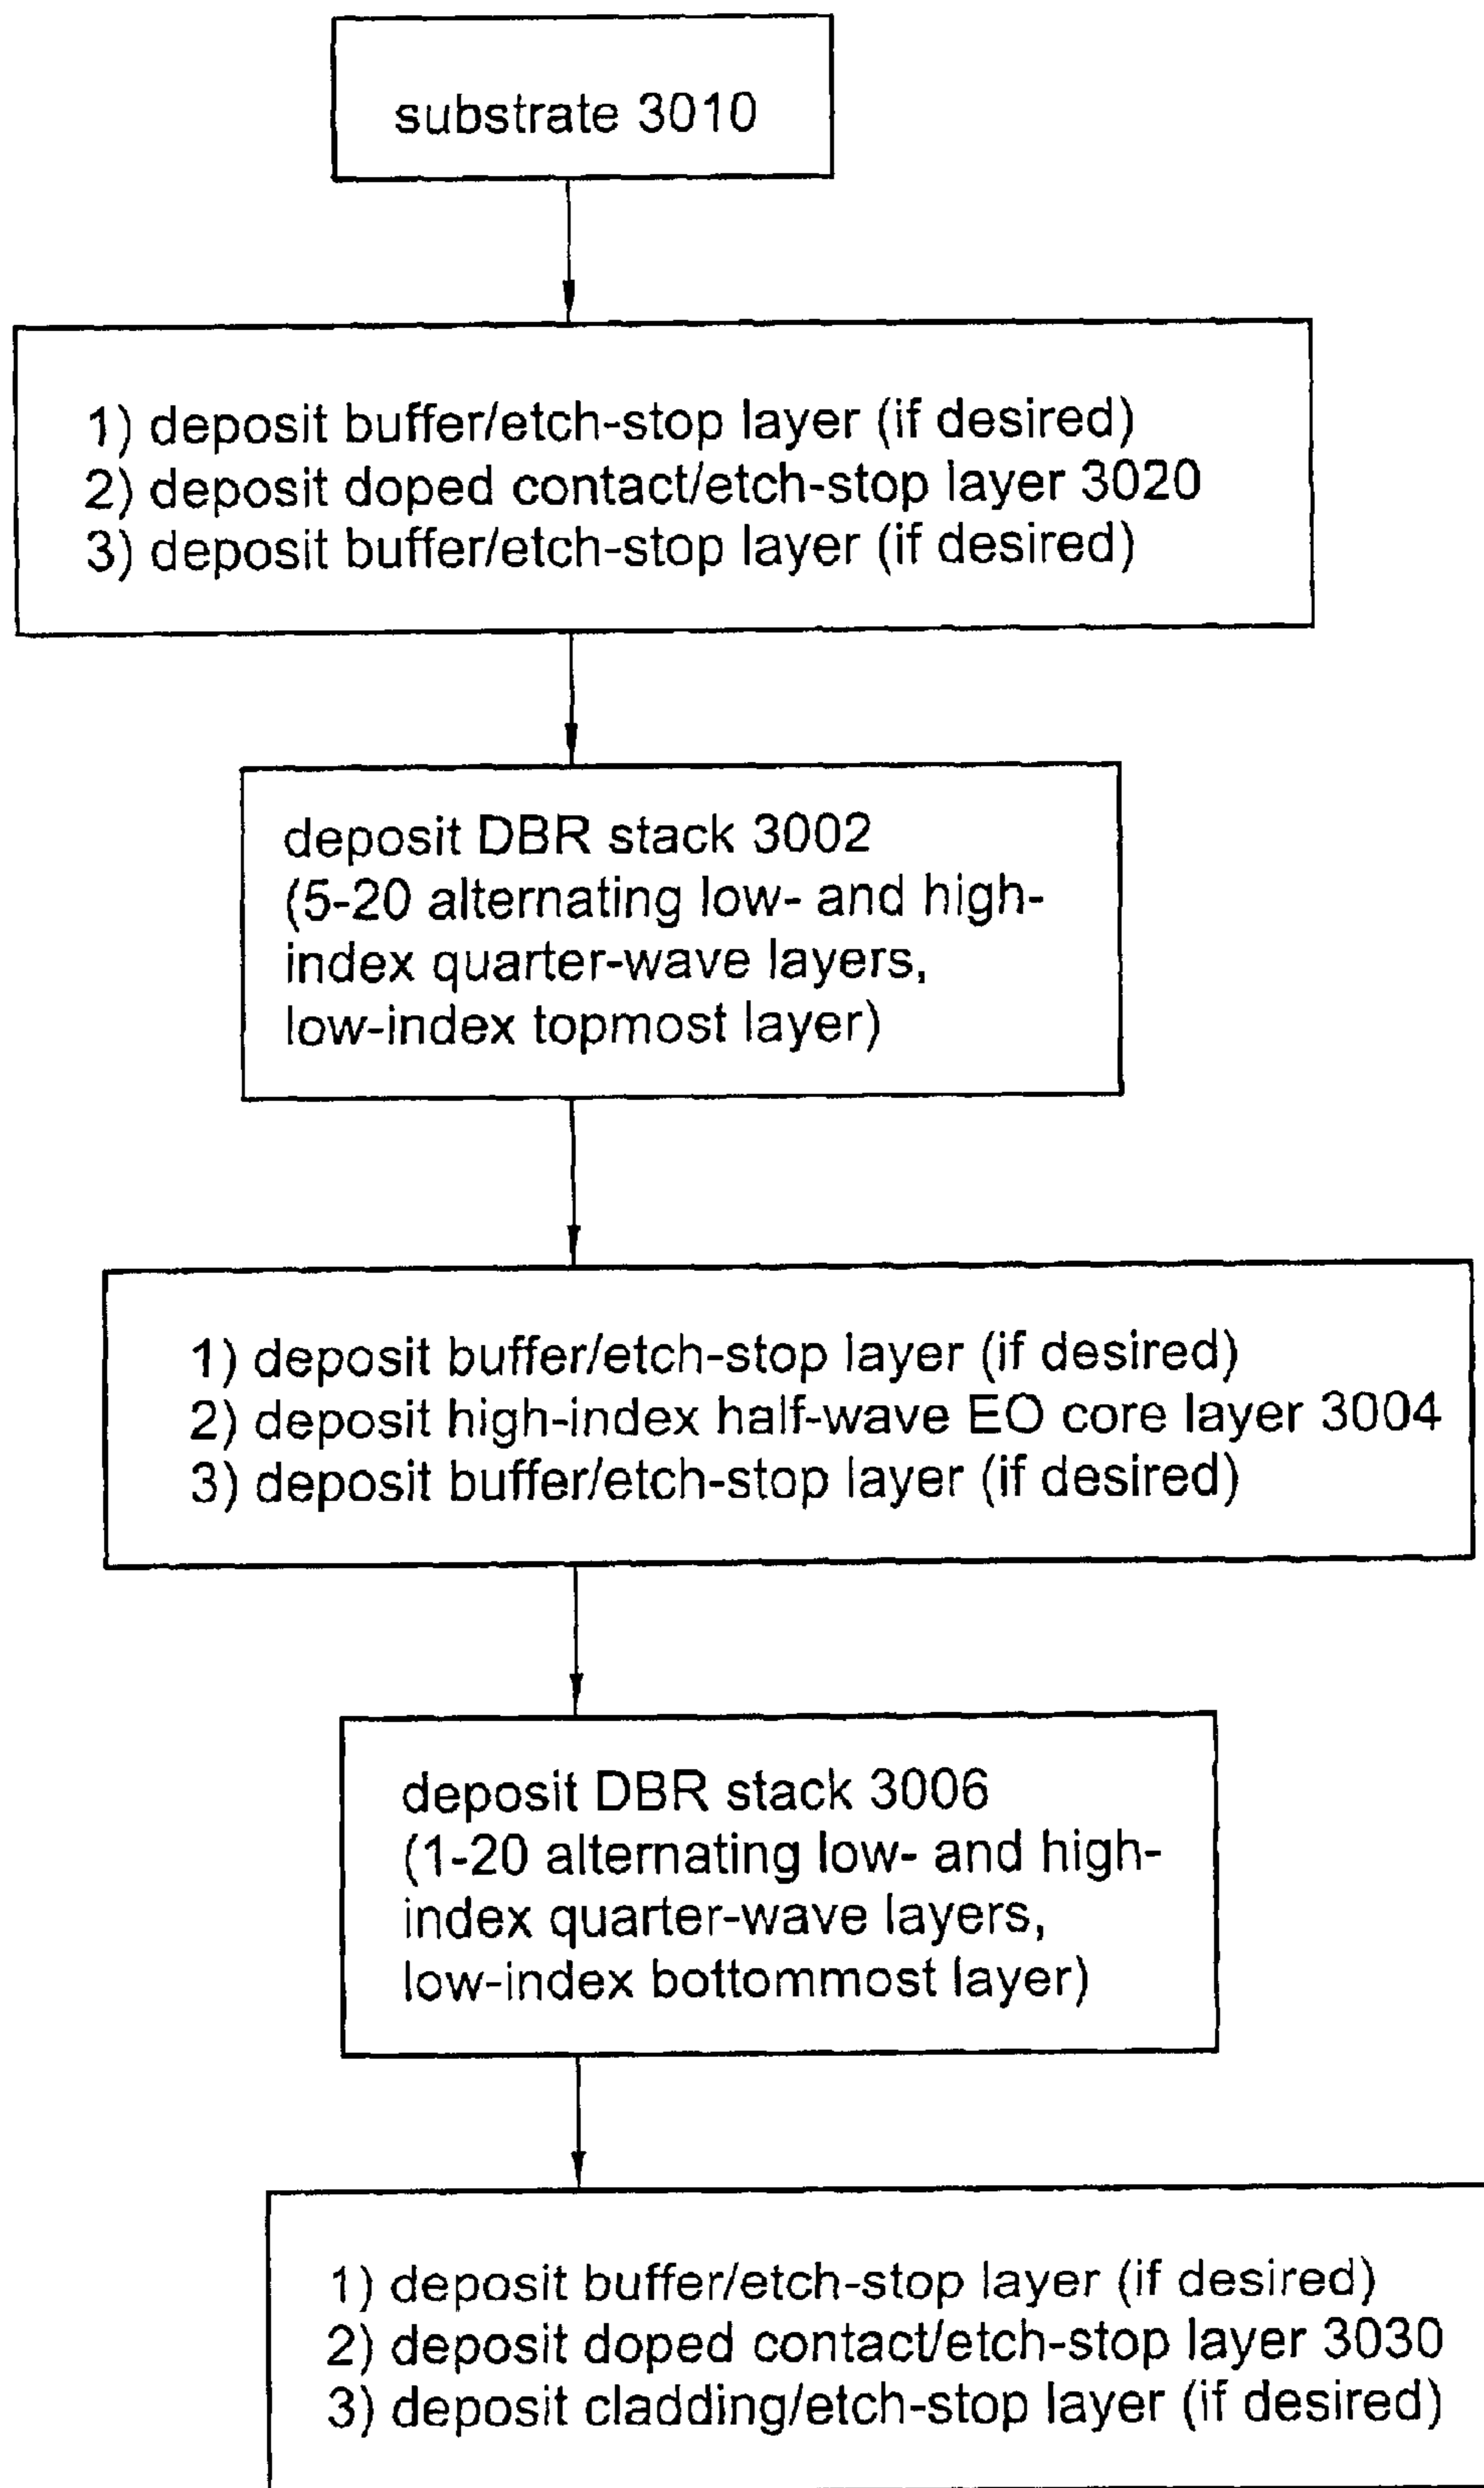 substrate 3010
1) deposit buffer/etch-stop layer (if desired)
2) deposit doped contact/etch-stop layer 3020
3) deposit buffer/etch-stop layer (if desired)
deposit DBR stack 3002
(5-20 alternating low- and high-
index quarter-wave layers,
low-index topmost layer)
1) deposit buffer/etch-stop layer (if desired)
2) deposit high-index half-wave EO core layer 3004
3) deposit buffer/etch-stop layer (if desired)
deposit DBR stack 3006
(1-20 alternating low- and high-
index quarter-wave layers,
low-index bottommost layer)
1) deposit buffer/etch-stop layer (if desired)
2) deposit doped contact/etch-stop layer 3030
3) deposit cladding/etch-stop layer (if desired)